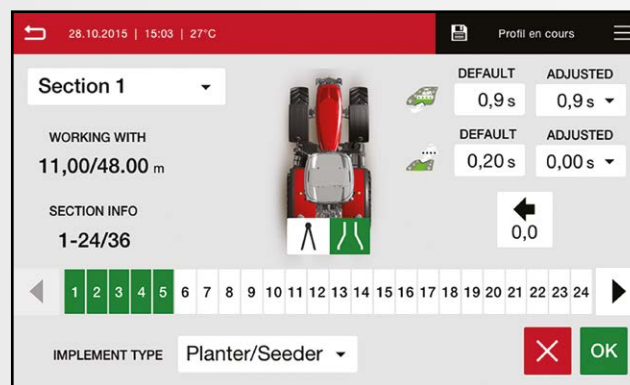 28.10.2015 | 15:03 | 27°C
Profil en cours
Section 1
DEFAULT ADJUSTED
0,9 s 0,9 s
WORKING WITH
11,00/48.00 m
DEFAULT ADJUSTED
0,20 s 0,00 s
SECTION INFO
1-24/36
0,0
1 2 3 4 5 6 7 8 9 10 11 12 13 14 15 16 17 18 19 20 21 22 23 24
IMPLEMENT TYPE Planter/Seeder
OK